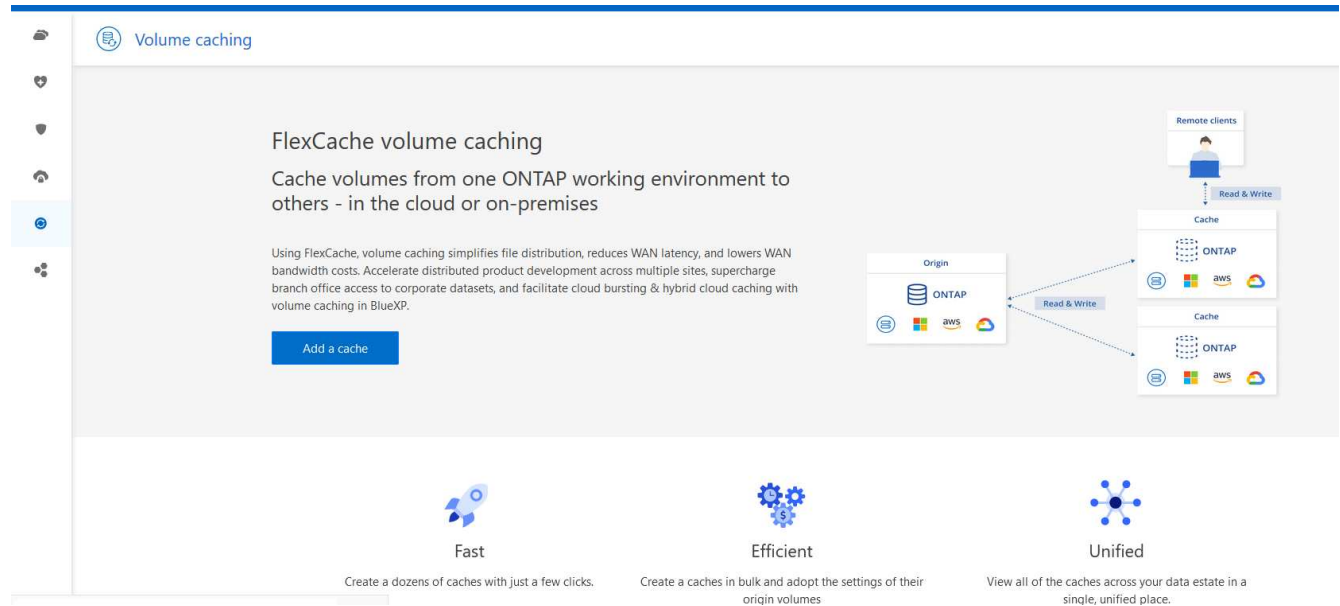 Volume caching
FlexCache volume caching
Cache volumes from one ONTAP working environment to
others - in the cloud or on-premises
Using FlexCache, volume caching simplifies file distribution, reduces WAN latency, and lowers WAN
bandwidth costs. Accelerate distributed product development across multiple sites, supercharge
branch office access to corporate datasets, and facilitate cloud bursting & hybrid cloud caching with
volume caching in BlueXP.
Add a cache
Remote clients
Read & Write
Cache
ONTAP
aws
Origin
ONTAP
aws
Read & Write
Cache
ONTAP
aws
Fast
Create a dozens of caches with just a few clicks.
Efficient
Create a caches in bulk and adopt the settings of their
origin volumes
Unified
View all of the caches across your data estate in a
single, unified place.